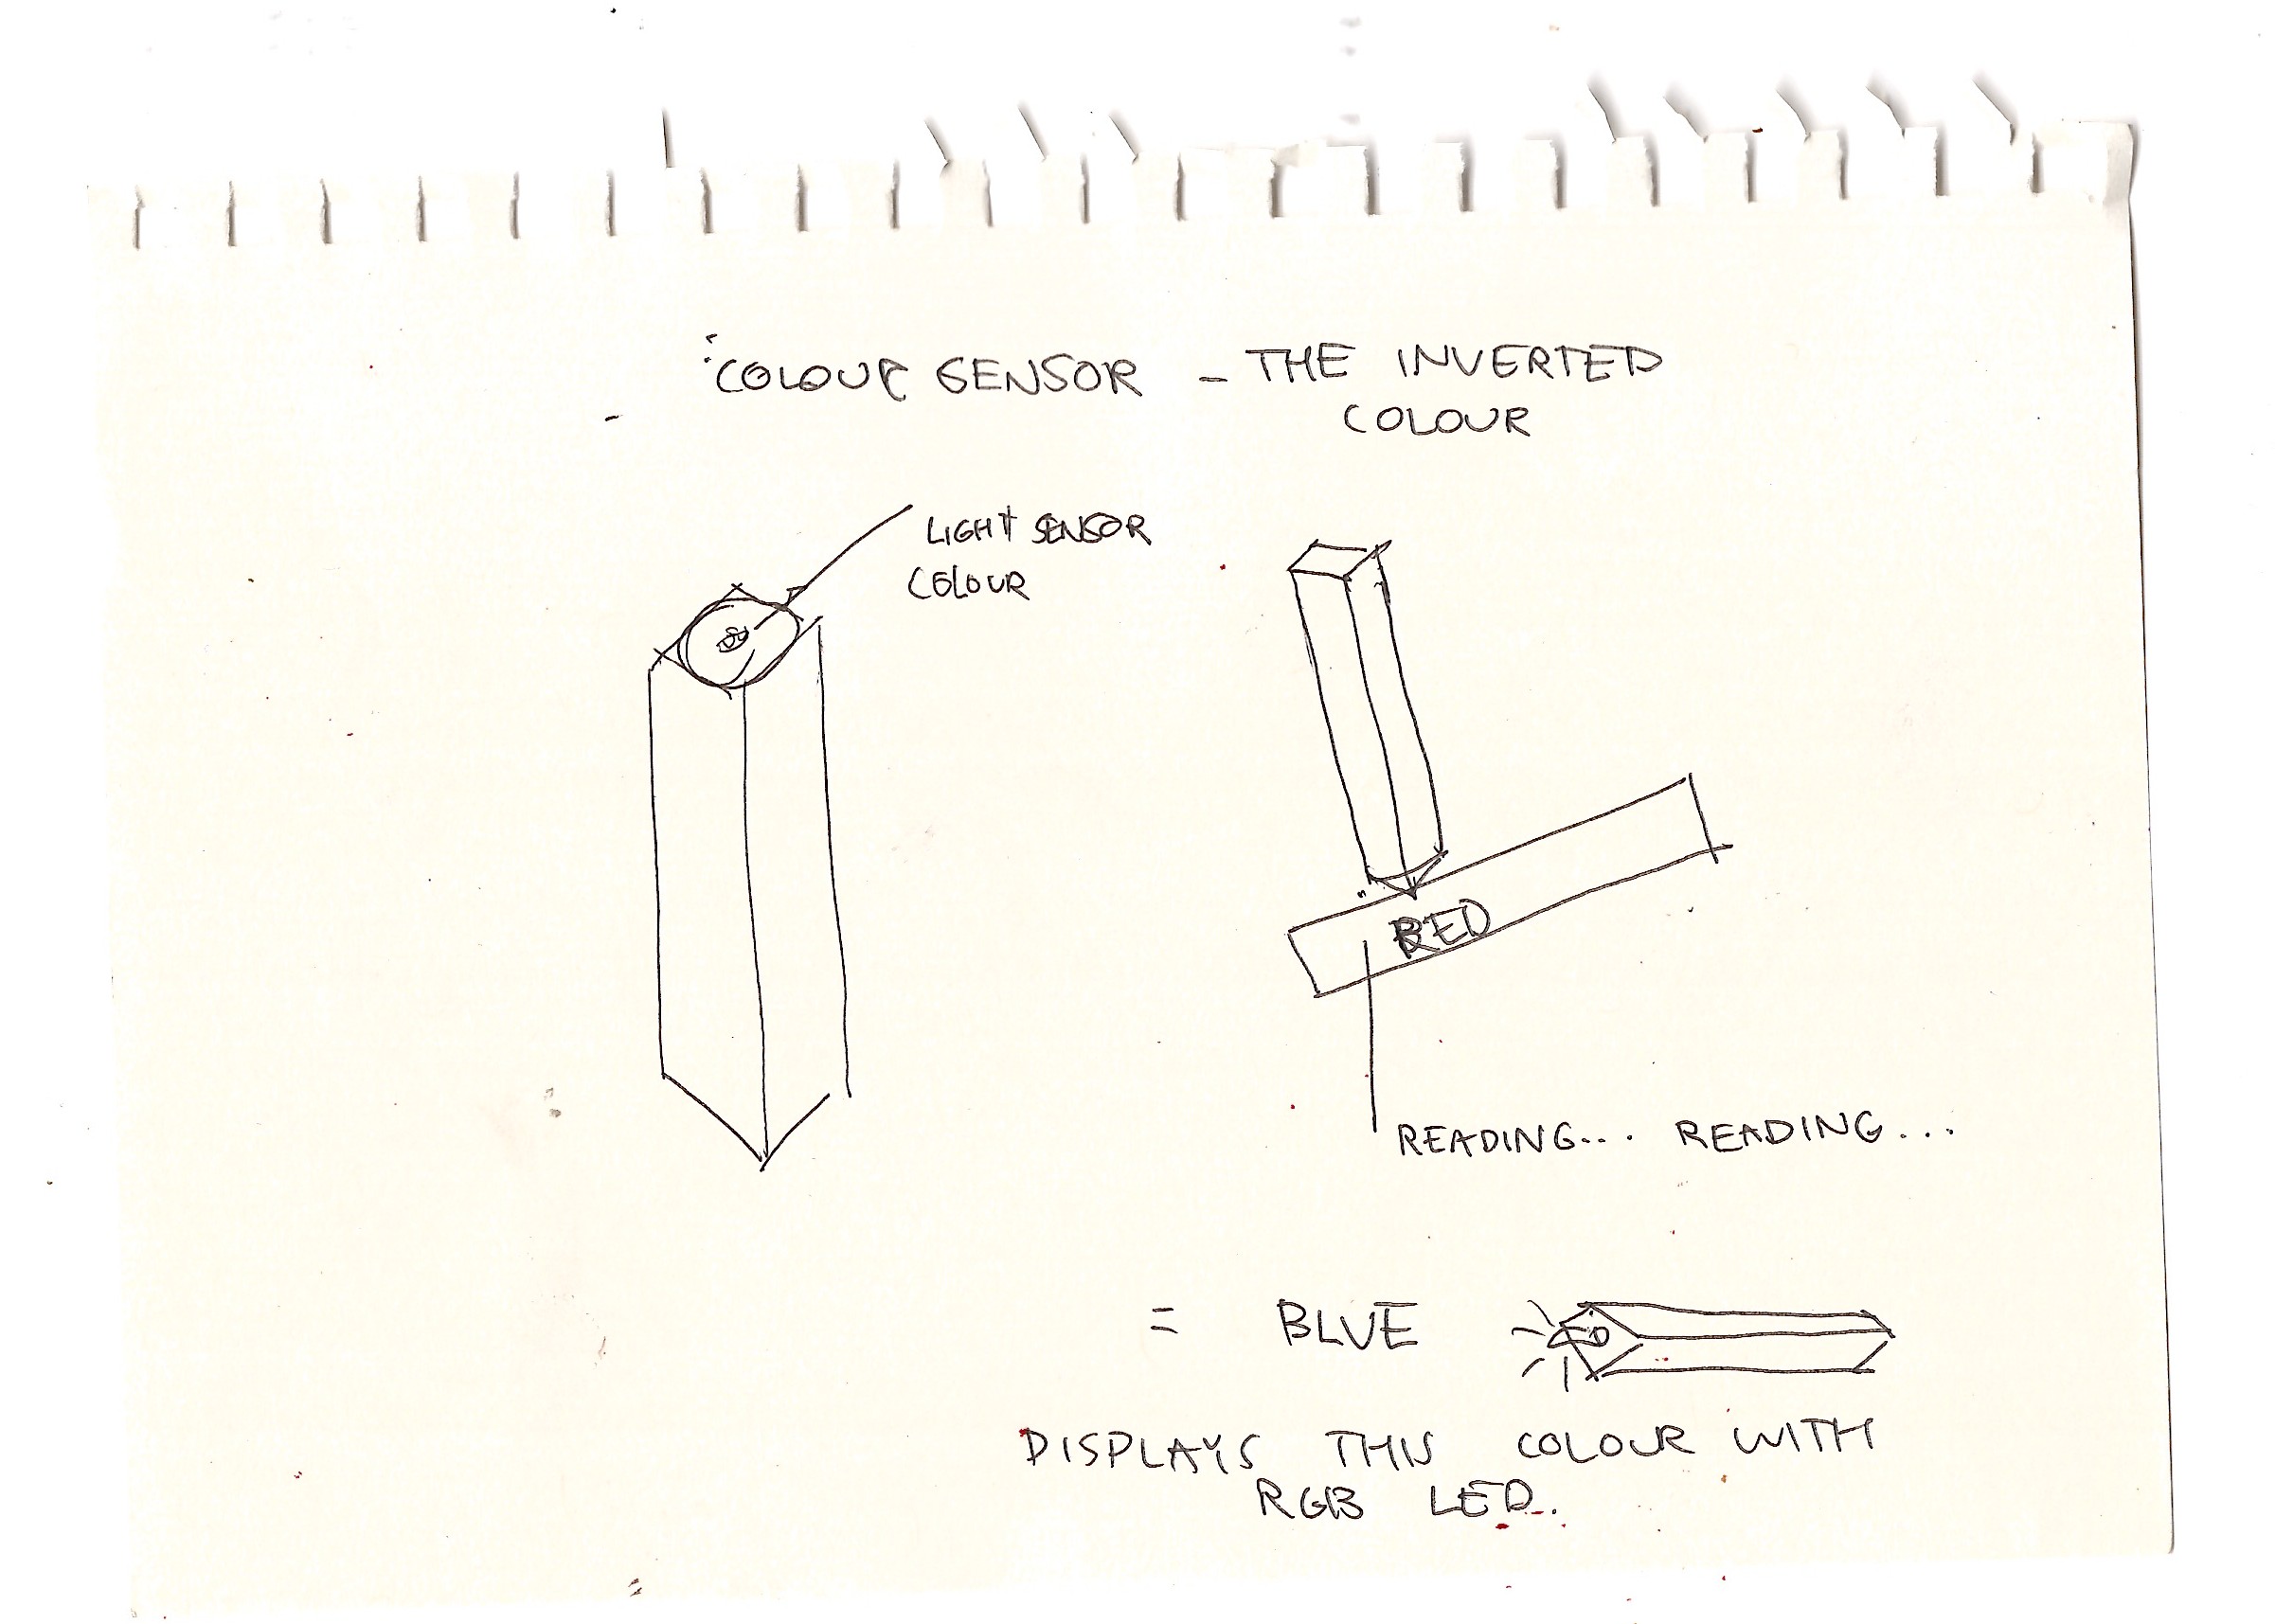 COLOUR SENSOR - THE INVERTED
COLOUR
LIGHT SENSOR
COLOUR
RED
READING... READING...
= BLUE
DISPLAYS THIS COLOUR WITH
RGB LED.